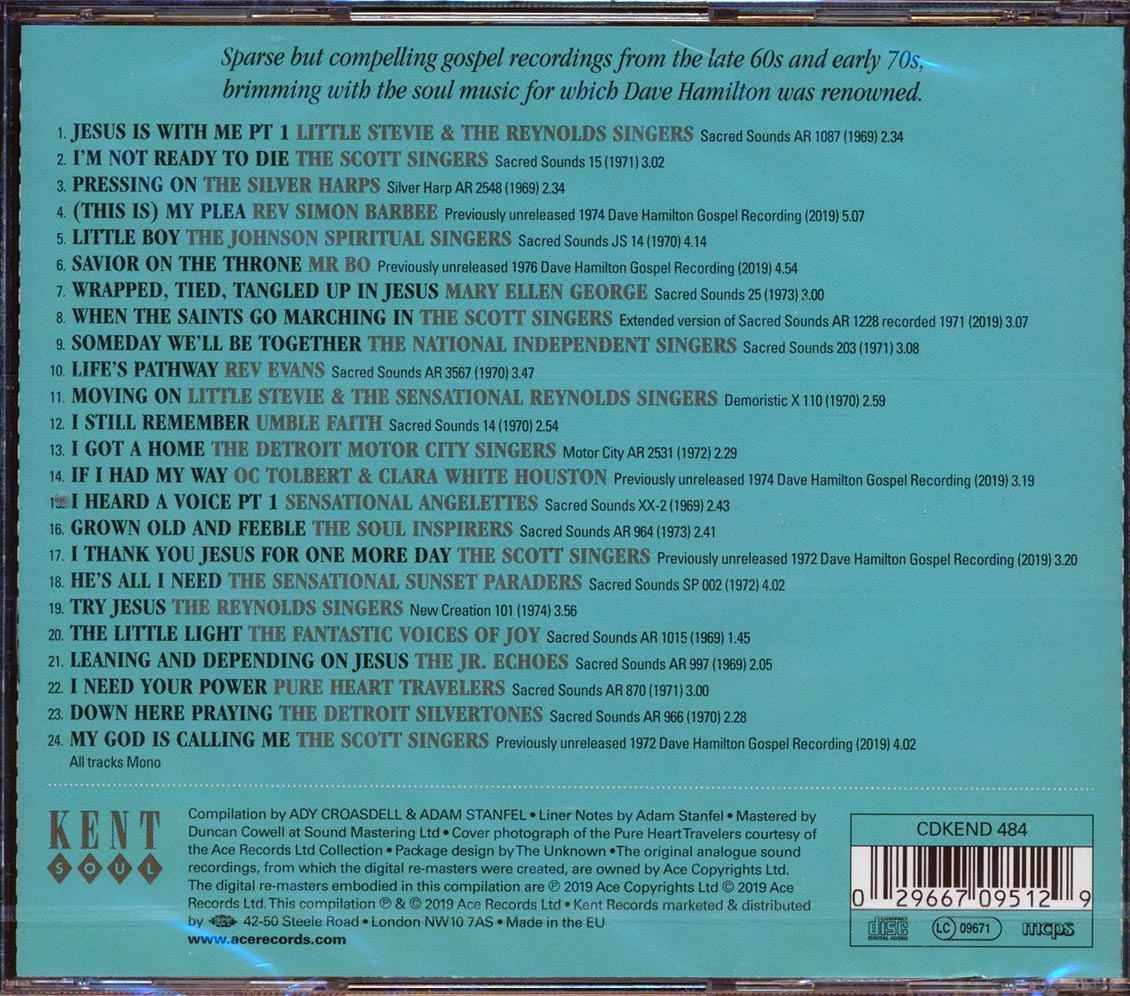 Sparse but compelling gospel recordings from the late 60s and early 70s,
brimming with the soul music for which Dave Hamilton was renowned.
1. JESUS IS WITH ME PT 1 LITTLE STEVIE & THE REYNOLDS SINGERS Sacred Sounds AR 1087 (1969) 2.34
2. I'M NOT READY TO DIE THE SCOTT SINGERS Sacred Sounds 15 (1971) 3.02
3. PRESSING ON THE SILVER HARPS Silver Harp AR 2548 (1969) 2.34
4. (THIS IS) MY PLEA REV SIMON BARBEE Previously unreleased 1974 Dave Hamilton Gospel Recording (2019) 5.07
5. LITTLE BOY THE JOHNSON SPIRITUAL SINGERS Sacred Sounds JS 14 (1970) 4.14
6. SAVIOR ON THE THRONE MR BO Previously unreleased 1976 Dave Hamilton Gospel Recording (2019) 4.54
7. WRAPPED, TIED, TANGLED UP IN JESUS MARY ELLEN GEORGE Sacred Sounds 25 (1973) 3.00
8. WHEN THE SAINTS GO MARCHING IN THE SCOTT SINGERS Extended version of Sacred Sounds AR 1228 recorded 1971 (2019) 3.07
9. SOMEDAY WE'LL BE TOGETHER THE NATIONAL INDEPENDENT SINGERS Sacred Sounds 203 (1971) 3.08
10. LIFE'S PATHWAY REV EVANS Sacred Sounds AR 3567 (1970) 3.47
11. MOVING ON LITTLE STEVIE & THE SENSATIONAL REYNOLDS SINGERS Demoristic X 110 (1970) 2.59
12. I STILL REMEMBER UMBLE FAITH Sacred Sounds 14 (1970) 2.54
13. I GOT A HOME THE DETROIT MOTOR CITY SINGERS Motor City AR 2531 (1972) 2.29
14. IF I HAD MY WAY OC TOLBERT & CLARA WHITE HOUSTON Previously unreleased 1974 Dave Hamilton Gospel Recording (2019) 3.19
15. I HEARD A VOICE PT 1 SENSATIONAL ANGELETTES Sacred Sounds XX-2 (1969) 2.43
16. GROWN OLD AND FEEBLE THE SOUL INSPIRERS Sacred Sounds AR 964 (1973) 2.41
17. I THANK YOU JESUS FOR ONE MORE DAY THE SCOTT SINGERS Previously unreleased 1972 Dave Hamilton Gospel Recording (2019) 3.20
18. HE'S ALL I NEED THE SENSATIONAL SUNSET PARADERS Sacred Sounds SP 002 (1972) 4.02
19. TRY JESUS THE REYNOLDS SINGERS New Creation 101 (1974) 3.56
20. THE LITTLE LIGHT THE FANTASTIC VOICES OF JOY Sacred Sounds AR 1015 (1969) 1.45
21. LEANING AND DEPENDING ON JESUS THE JR. ECHOES Sacred Sounds AR 997 (1969) 2.05
22. I NEED YOUR POWER PURE HEART TRAVELERS Sacred Sounds AR 870 (1971) 3.00
23. DOWN HERE PRAYING THE DETROIT SILVERTONES Sacred Sounds AR 966 (1970) 2.28
24. MY GOD IS CALLING ME THE SCOTT SINGERS Previously unreleased 1972 Dave Hamilton Gospel Recording (2019) 4.02
All tracks Mono
KENT
SOUL
Compilation by ADY CROASDELL & ADAM STANFEL • Liner Notes by Adam Stanfel • Mastered by
Duncan Cowell at Sound Mastering Ltd • Cover photograph of the Pure Heart Travelers courtesy of
the Ace Records Ltd Collection • Package design by The Unknown • The original analogue sound
recordings, from which the digital re-masters were created, are owned by Ace Copyrights Ltd.
The digital re-masters embodied in this compilation are ℗ 2019 Ace Copyrights Ltd © 2019 Ace
Records Ltd. This compilation ℗ & © 2019 Ace Records Ltd • Kent Records marketed & distributed
by 42-50 Steele Road • London NW10 7AS • Made in the EU
www.acerecords.com
CDKEND 484
0 29667 09512 9
COMPACT
disc
DIGITAL AUDIO
LC 09671
mcps